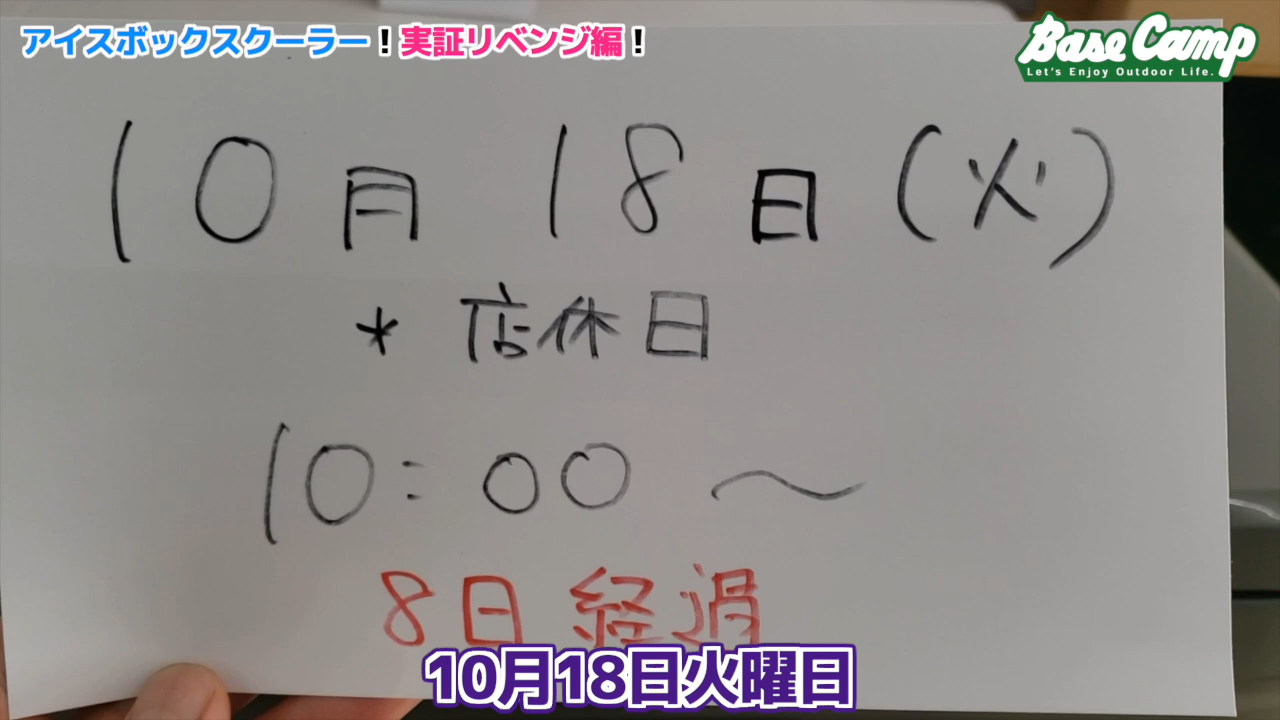 アイスボックスクーラー！実証リベンジ編！
Base Camp
Let's Enjoy Outdoor Life.
10月18日(火)
*店休日
10:00～
8日経過
10月18日火曜日